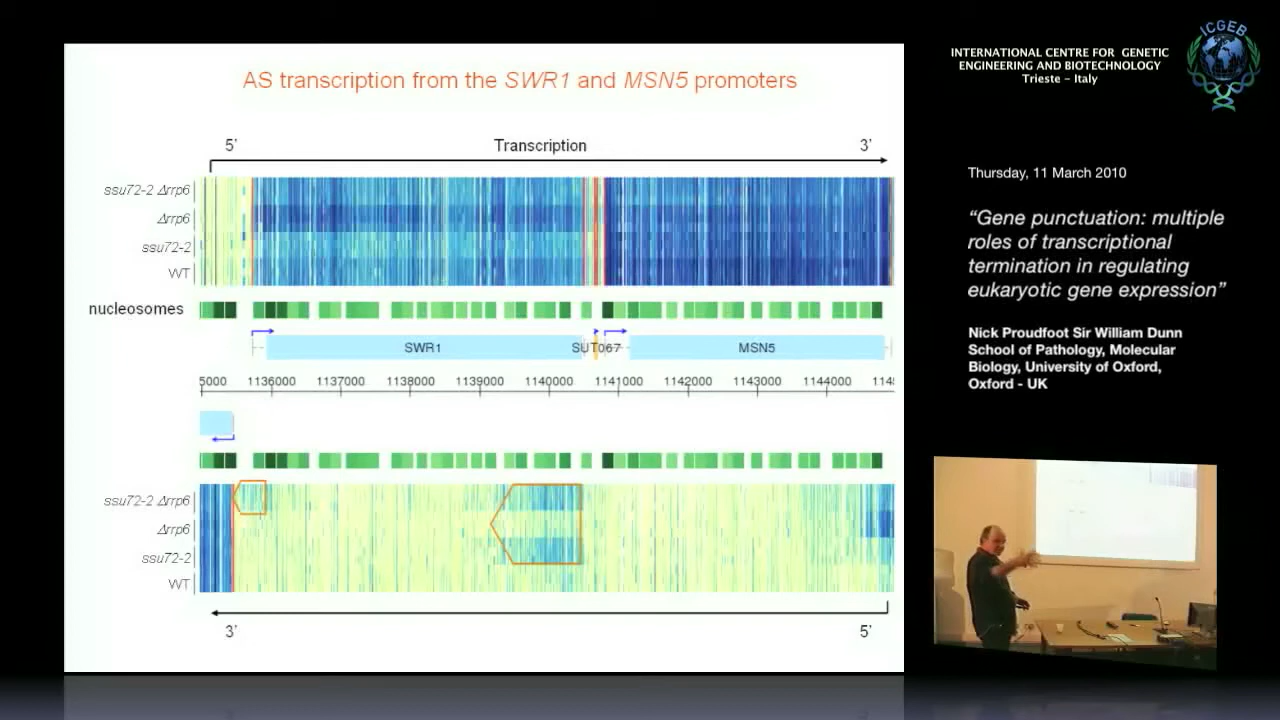 AS transcription from the SWR1 and MSN5 promoters
5' Transcription 3'
ssu72-2 Δrrp6
Δrrp6
ssu72-2
WT
nucleosomes
SWR1 SUT067 MSN5
5000 1136000 1137000 1138000 1139000 1140000 1141000 1142000 1143000 1144000 114
ssu72-2 Δrrp6
Δrrp6
ssu72-2
WT
3' 5'
INTERNATIONAL CENTRE FOR GENETIC
ENGINEERING AND BIOTECHNOLOGY
Trieste – Italy
ICGEB
Thursday, 11 March 2010
“Gene punctuation: multiple
roles of transcriptional
termination in regulating
eukaryotic gene expression”
Nick Proudfoot Sir William Dunn
School of Pathology, Molecular
Biology, University of Oxford,
Oxford - UK